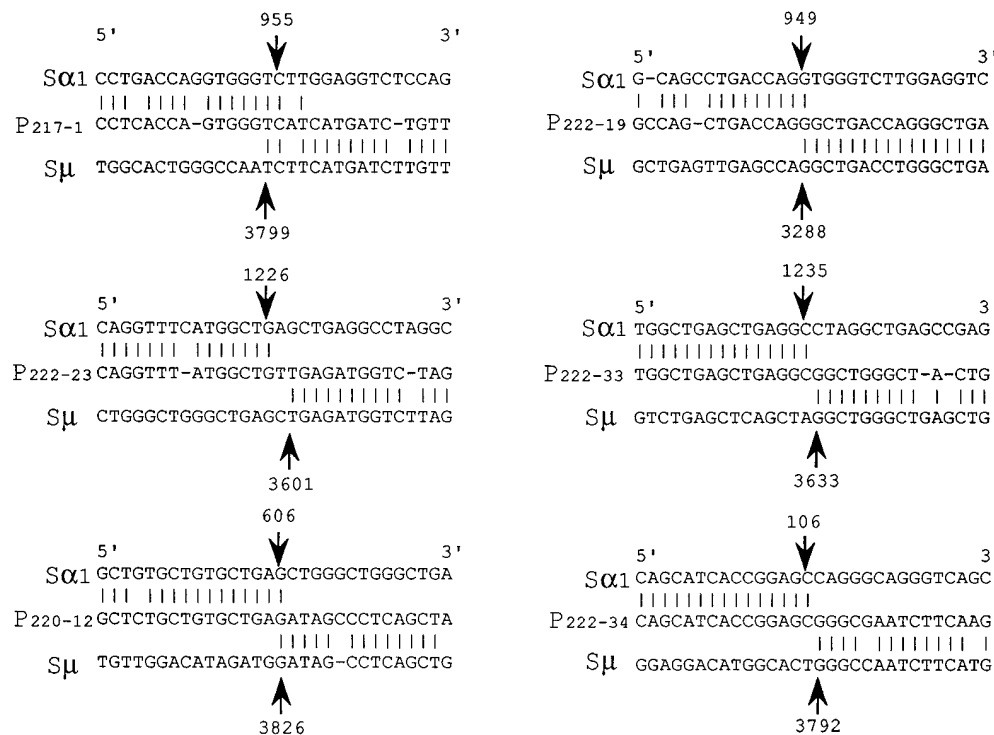 955
5' 3'
Sα1 CCTGACCAGGTGGGTCTTGGAGGTCTCCAG
P217-1 CCTCACCA-GTGGGTCATCATGATC-TGTT
Sμ TGGCACTGGGCCAATCTTCATGATCTTGTT
3799
949
5' 3'
Sα1 G-CAGCCTGACCAGGTGGGTCTTGGAGGTC
P222-19 GCCAG-CTGACCAGGGCTGACCAGGGCTGA
Sμ GCTGAGTTGAGCCAGGCTGACCTGGGCTGA
3288
1226
5' 3'
Sα1 CAGGTTTCATGGCTGAGCTGAGGCCTAGGC
P222-23 CAGGTTT-ATGGCTGTTGAGATGGTC-TAG
Sμ CTGGGCTGGGCTGAGCTGAGATGGTCTTAG
3601
1235
5' 3
Sα1 TGGCTGAGCTGAGGCCTAGGCTGAGCCGAG
P222-33 TGGCTGAGCTGAGGCGGCTGGGCT-A-CTG
Sμ GTCTGAGCTCAGCTAGGCTGGGCTGAGCTG
3633
606
5' 3'
Sα1 GCTGTGCTGTGCTGAGCTGGGCTGGGCTGA
P220-12 GCTCTGCTGTGCTGAGATAGCCCTCAGCTA
Sμ TGTTGGACATAGATGGATAG-CCTCAGCTG
3826
106
5' 3
Sα1 CAGCATCACCGGAGCCAGGGCAGGGTCAGC
P222-34 CAGCATCACCGGAGCGGGCGAATCTTCAAG
Sμ GGAGGACATGGCACTGGGCCAATCTTCATG
3792